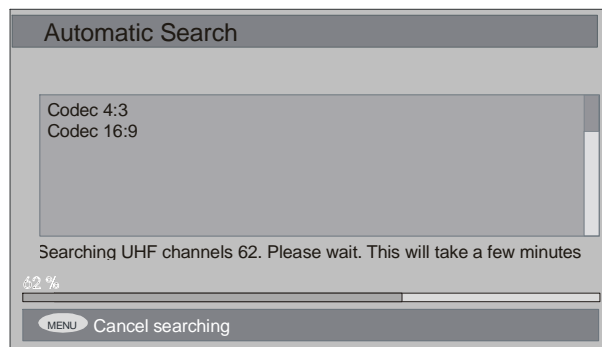 Automatic Search
Codec 4:3
Codec 16:9
Searching UHF channels 62. Please wait. This will take a few minutes
62 %
MENU Cancel searching